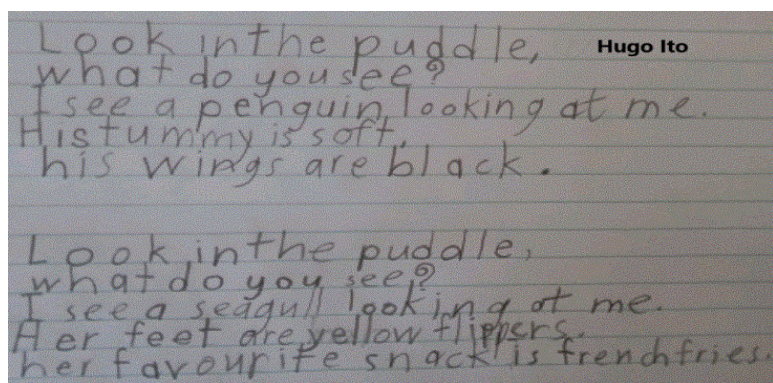 Look in the puddle, Hugo Ito
what do you see?
I see a penguin, looking at me.
His tummy is soft,
his wings are black.
Look in the puddle,
what do you see?
I see a seagull looking at me.
Her feet are yellow flippers.
her favourite snack is french fries.